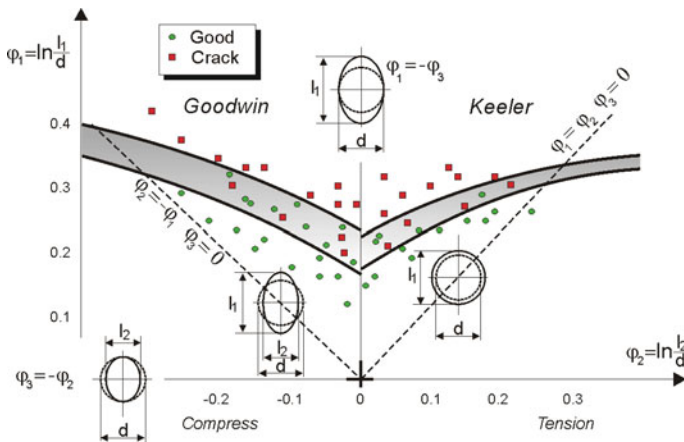 φ₁=ln l₁/d
Good
Crack
Goodwin
Keeler
l₁
φ₁=-φ₃
d
φ₁=φ₂ φ₃=0
0.4
0.3
0.2
0.1
φ₂=-φ₁ φ₃=0
l₁
l₂
d
l₁
d
l₂
φ₃=-φ₂
d
φ₂=ln l₂/d
-0.2
-0.1
0
0.1
0.2
0.3
Compress
Tension